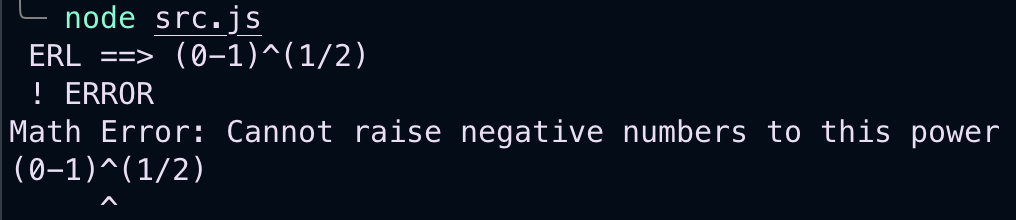 node src.js
ERL ==> (0-1)^(1/2)
! ERROR
Math Error: Cannot raise negative numbers to this power
(0-1)^(1/2)
     ^